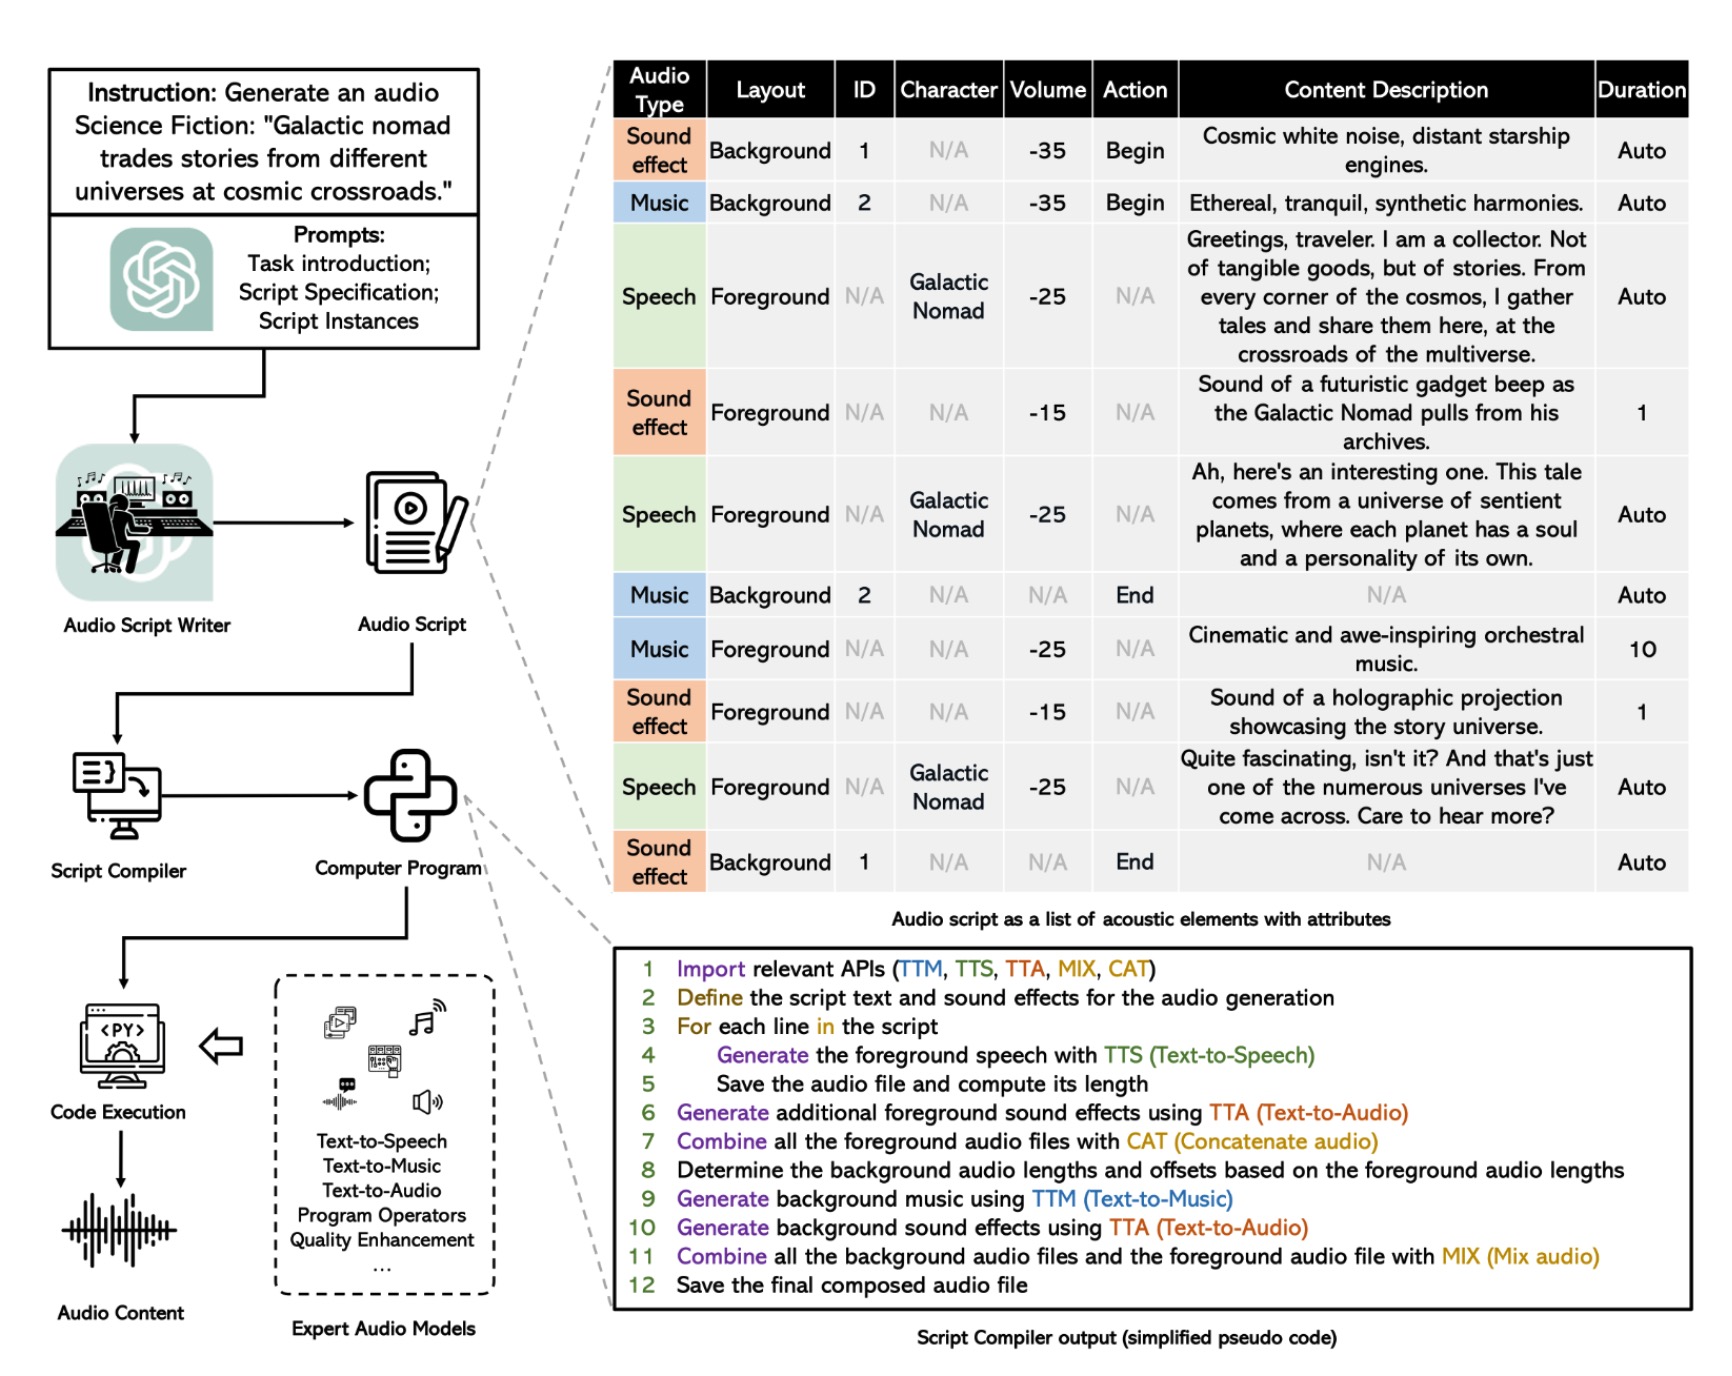 Instruction: Generate an audio
Science Fiction: "Galactic nomad
trades stories from different
universes at cosmic crossroads."
Prompts:
Task introduction;
Script Specification;
Script Instances
Audio Script Writer
Audio Script
Script Compiler
Computer Program
<PY>
Code Execution
Audio Content
Text-to-Speech
Text-to-Music
Text-to-Audio
Program Operators
Quality Enhancement
...
Expert Audio Models
Audio Type Layout ID Character Volume Action Content Description Duration
Sound effect Background 1 N/A -35 Begin Cosmic white noise, distant starship
engines. Auto
Music Background 2 N/A -35 Begin Ethereal, tranquil, synthetic harmonies. Auto
Speech Foreground N/A Galactic Nomad -25 N/A Greetings, traveler. I am a collector. Not
of tangible goods, but of stories. From
every corner of the cosmos, I gather
tales and share them here, at the
crossroads of the multiverse. Auto
Sound effect Foreground N/A N/A -15 N/A Sound of a futuristic gadget beep as
the Galactic Nomad pulls from his
archives. 1
Speech Foreground N/A Galactic Nomad -25 N/A Ah, here's an interesting one. This tale
comes from a universe of sentient
planets, where each planet has a soul
and a personality of its own. Auto
Music Background 2 N/A N/A End N/A Auto
Music Foreground N/A N/A -25 N/A Cinematic and awe-inspiring orchestral
music. 10
Sound effect Foreground N/A N/A -15 N/A Sound of a holographic projection
showcasing the story universe. 1
Speech Foreground N/A Galactic Nomad -25 N/A Quite fascinating, isn't it? And that's just
one of the numerous universes I've
come across. Care to hear more? Auto
Sound effect Background 1 N/A N/A End N/A Auto
Audio script as a list of acoustic elements with attributes
1 Import relevant APIs (TTM, TTS, TTA, MIX, CAT)
2 Define the script text and sound effects for the audio generation
3 For each line in the script
4 Generate the foreground speech with TTS (Text-to-Speech)
5 Save the audio file and compute its length
6 Generate additional foreground sound effects using TTA (Text-to-Audio)
7 Combine all the foreground audio files with CAT (Concatenate audio)
8 Determine the background audio lengths and offsets based on the foreground audio lengths
9 Generate background music using TTM (Text-to-Music)
10 Generate background sound effects using TTA (Text-to-Audio)
11 Combine all the background audio files and the foreground audio file with MIX (Mix audio)
12 Save the final composed audio file
Script Compiler output (simplified pseudo code)